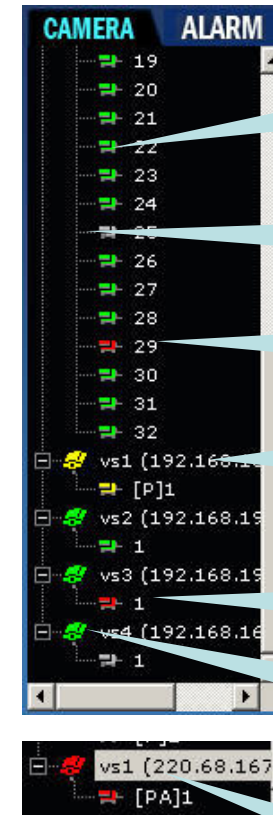 CAMERA ALARM
19
20
21
22
23
24
25
26
27
28
29
30
31
32
vs1 (192.168.
[P]1
vs2 (192.168.19
1
vs3 (192.168.19
1
vs4 (192.168.16
1
vs1 (220.68.167
[PA]1